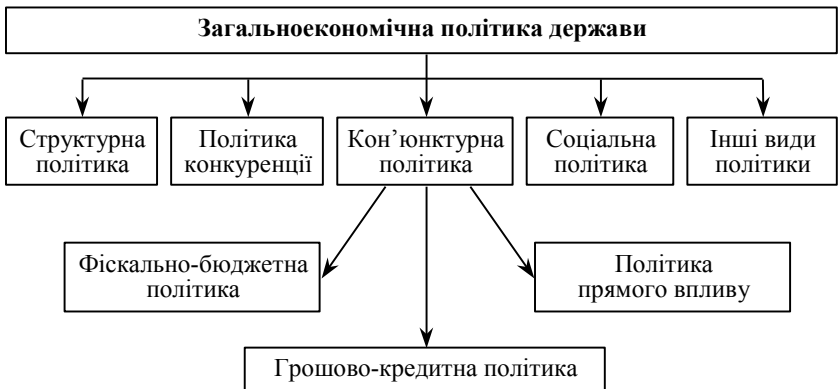 Загальноекономічна політика держави
Структурна
політика
Політика
конкуренції
Кон’юнктурна
політика
Соціальна
політика
Інші види
політики
Фіскально-бюджетна
політика
Політика
прямого впливу
Грошово-кредитна політика